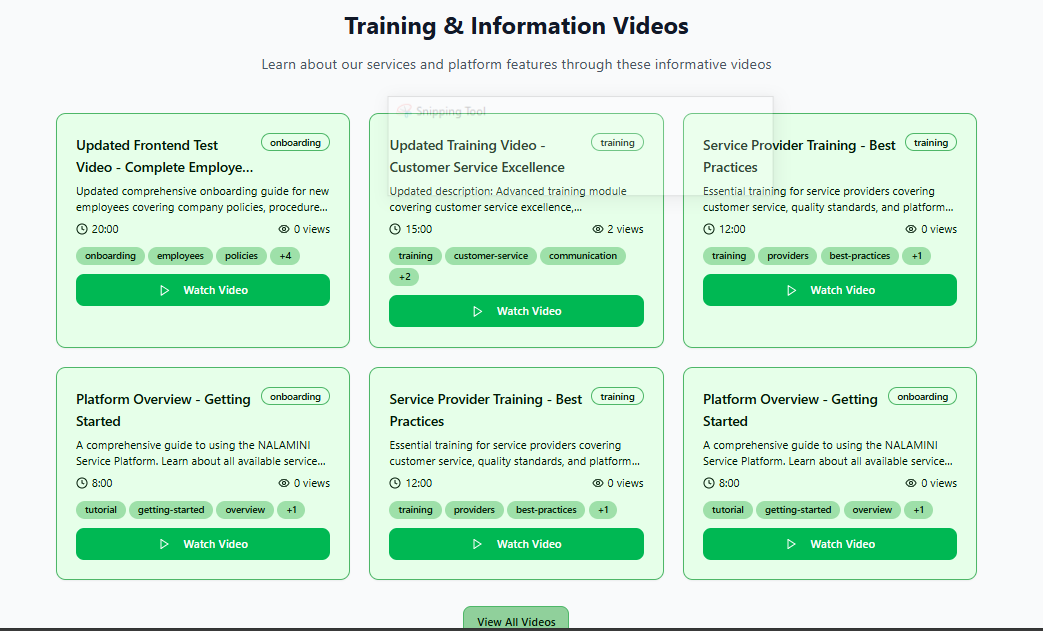 Training & Information Videos
Learn about our services and platform features through these informative videos
Snipping Tool
Updated Frontend Test
Video - Complete Employe...
onboarding
Updated comprehensive onboarding guide for new
employees covering company policies, procedure...
20:00
0 views
onboarding employees policies +4
Watch Video
Updated Training Video -
Customer Service Excellence
training
Updated description: Advanced training module
covering customer service excellence,...
15:00
2 views
training customer-service communication
+2
Watch Video
Service Provider Training - Best
Practices
training
Essential training for service providers covering
customer service, quality standards, and platform...
12:00
0 views
training providers best-practices +1
Watch Video
Platform Overview - Getting
Started
onboarding
A comprehensive guide to using the NALAMINI
Service Platform. Learn about all available service...
8:00
0 views
tutorial getting-started overview +1
Watch Video
Service Provider Training - Best
Practices
training
Essential training for service providers covering
customer service, quality standards, and platform...
12:00
0 views
training providers best-practices +1
Watch Video
Platform Overview - Getting
Started
onboarding
A comprehensive guide to using the NALAMINI
Service Platform. Learn about all available service...
8:00
0 views
tutorial getting-started overview +1
Watch Video
View All Videos